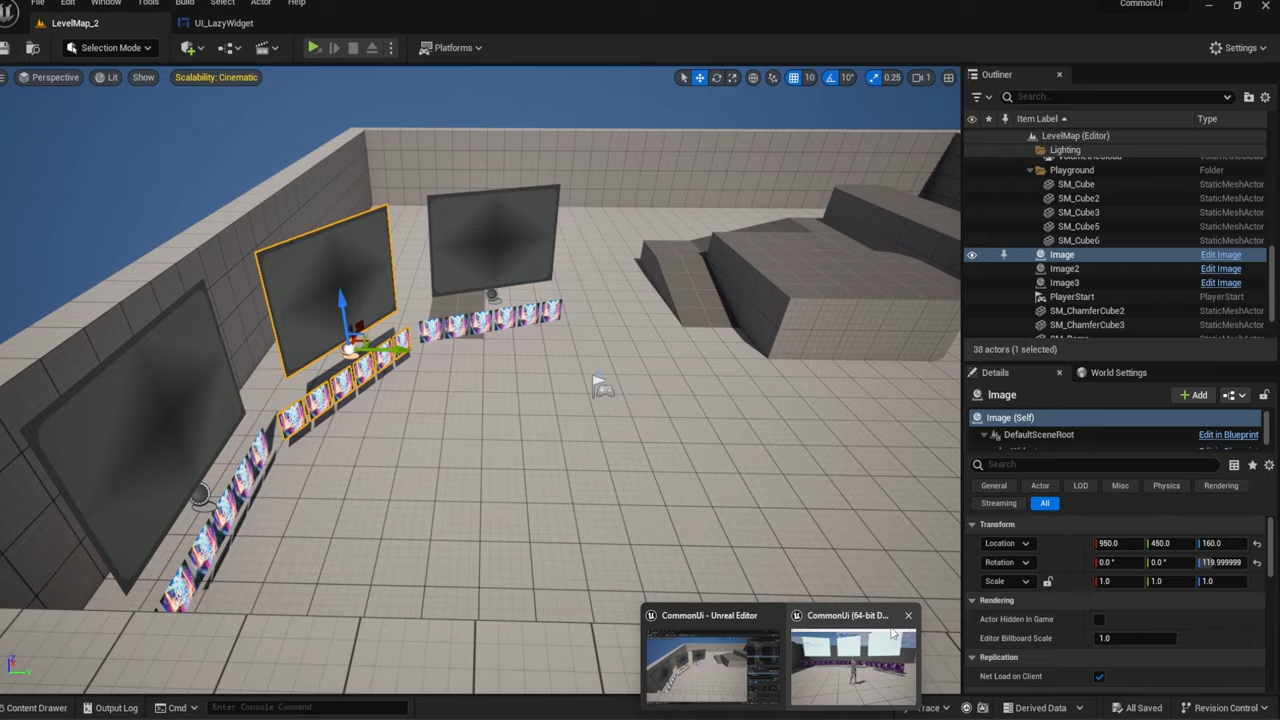 File Edit Window Tools Build Select Actor Help
CommonUi
LevelMap_2
UI_LazyWidget
Selection Mode
Platforms
Settings
Perspective
Lit
Show
Scalability: Cinematic
10
10°
0.25
1
Outliner
Search...
Item Label
Type
LevelMap (Editor)
Lighting
Playground
Folder
SM_Cube
StaticMeshActor
SM_Cube2
StaticMeshActor
SM_Cube3
StaticMeshActor
SM_Cube5
StaticMeshActor
SM_Cube6
StaticMeshActor
Image
Edit Image
Image2
Edit Image
Image3
Edit Image
PlayerStart
PlayerStart
SM_ChamferCube2
StaticMeshActor
SM_ChamferCube3
StaticMeshActor
38 actors (1 selected)
Details
World Settings
Image
Add
Image (Self)
DefaultSceneRoot
Edit in Blueprint
Search
General
Actor
LOD
Misc
Physics
Rendering
Streaming
All
Transform
Location
950.0
450.0
160.0
Rotation
0.0 °
0.0 °
119.999999
Scale
1.0
1.0
1.0
Rendering
Actor Hidden In Game
Editor Billboard Scale
1.0
Replication
Net Load on Client
CommonUi - Unreal Editor
CommonUi (64-bit D...
Content Drawer
Output Log
Cmd
Enter Console Command
Trace
Derived Data
All Saved
Revision Control